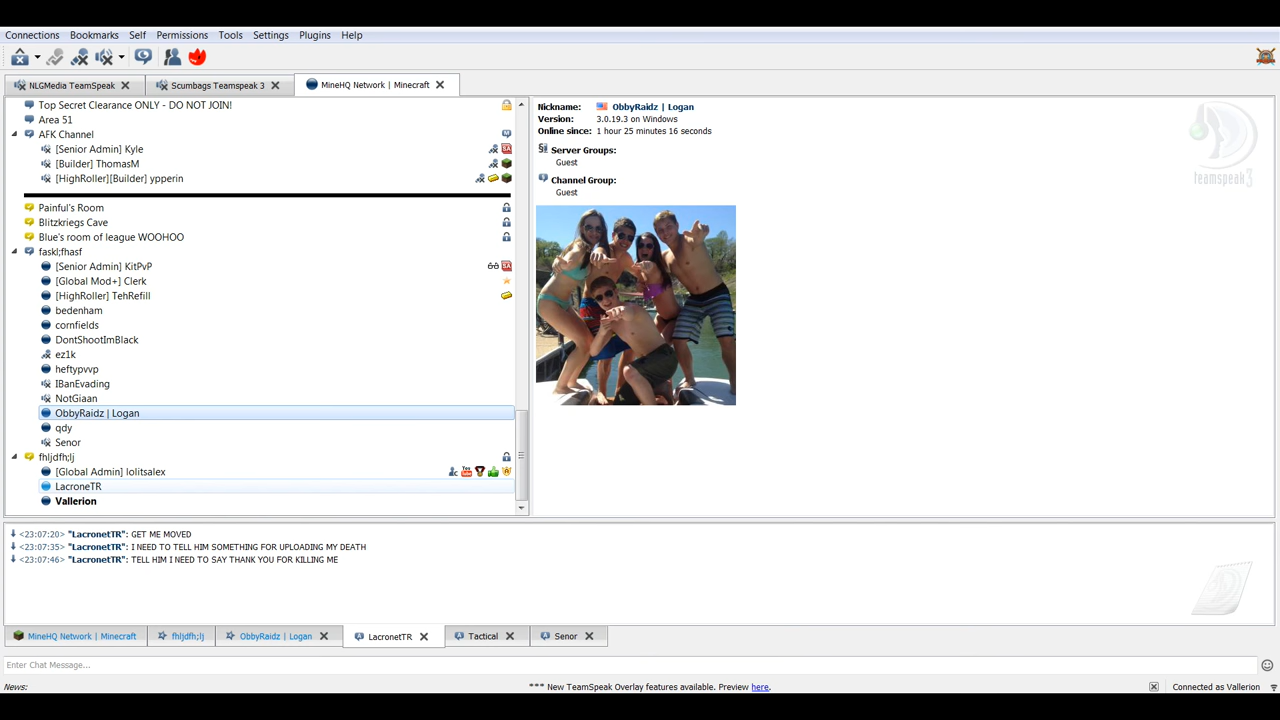 Connections Bookmarks Self Permissions Tools Settings Plugins Help
NLGMedia TeamSpeak Scumbags Teamspeak 3 MineHQ Network | Minecraft
Top Secret Clearance ONLY - DO NOT JOIN!
Area 51
AFK Channel
[Senior Admin] Kyle
[Builder] ThomasM
[HighRoller][Builder] ypperin
Painful's Room
Blitzkriegs Cave
Blue's room of league WOOHOO
faskl;fhasf
[Senior Admin] KitPvP
[Global Mod+] Clerk
[HighRoller] TehRefill
bedenham
cornfields
DontShootImBlack
ez1k
heftypvvp
IBanEvading
NotGiaan
ObbyRaidz | Logan
qdy
Senor
fhljdfh;lj
[Global Admin] lolitsalex
LacroneTR
Vallerion
Nickname: ObbyRaidz | Logan
Version: 3.0.19.3 on Windows
Online since: 1 hour 25 minutes 16 seconds
Server Groups:
Guest
Channel Group:
Guest
teamspeak3
<23:07:20> "LacronetTR": GET ME MOVED
<23:07:35> "LacronetTR": I NEED TO TELL HIM SOMETHING FOR UPLOADING MY DEATH
<23:07:46> "LacronetTR": TELL HIM I NEED TO SAY THANK YOU FOR KILLING ME
MineHQ Network | Minecraft fhljdfh;lj ObbyRaidz | Logan LacronetTR Tactical Senor
Enter Chat Message...
News: *** New TeamSpeak Overlay features available. Preview here. Connected as Vallerion